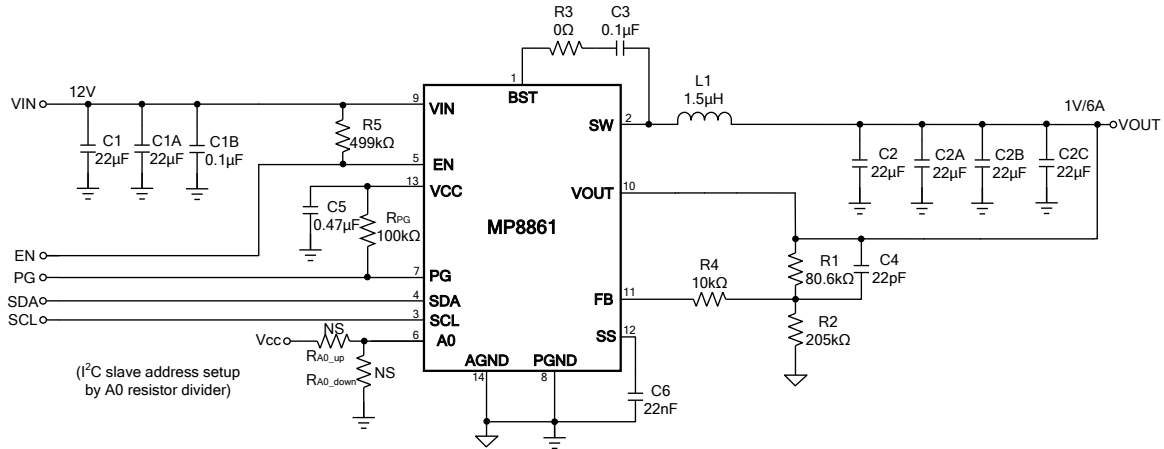 R3
0Ω
C3
0.1μF
1
BST
L1
1.5μH
VIN
12V
9
VIN
SW
2
1V/6A
VOUT
C1
22μF
C1A
22μF
C1B
0.1μF
R5
499kΩ
5
EN
C2
22μF
C2A
22μF
C2B
22μF
C2C
22μF
13
VCC
VOUT
10
C5
0.47μF
RPG
100kΩ
MP8861
EN
PG
7
PG
R1
80.6kΩ
C4
22pF
R4
10kΩ
FB
11
SDA
4
SDA
SCL
3
SCL
R2
205kΩ
SS
12
Vcc
NS
RA0_up
6
A0
RA0_down
NS
(I²C slave address setup
by A0 resistor divider)
AGND
PGND
14
8
C6
22nF